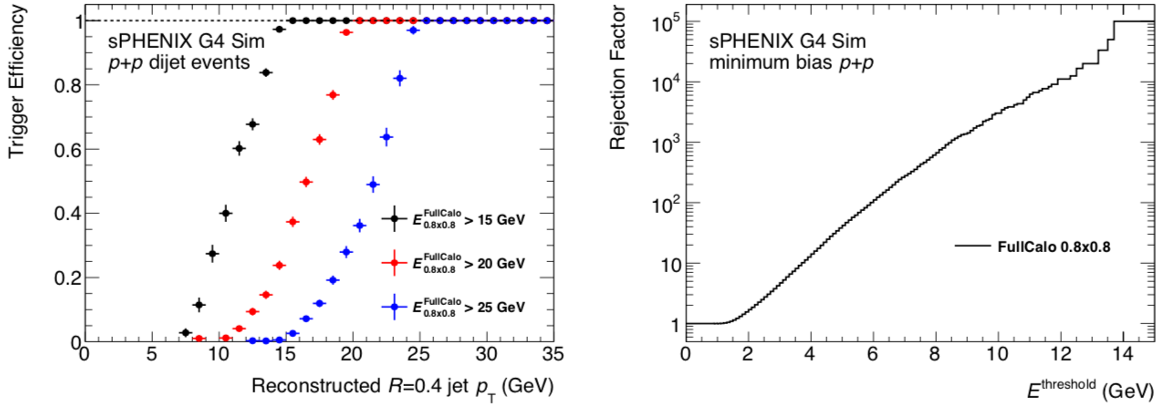 Trigger Efficiency
1
0.8
0.6
0.4
0.2
0
sPHENIX G4 Sim
p+p dijet events
E^FullCalo_0.8x0.8 > 15 GeV
E^FullCalo_0.8x0.8 > 20 GeV
E^FullCalo_0.8x0.8 > 25 GeV
0 5 10 15 20 25 30 35
Reconstructed R=0.4 jet p_T (GeV)
Rejection Factor
10^5
10^4
10^3
10^2
10
1
sPHENIX G4 Sim
minimum bias p+p
FullCalo 0.8x0.8
0 2 4 6 8 10 12 14
E^threshold (GeV)